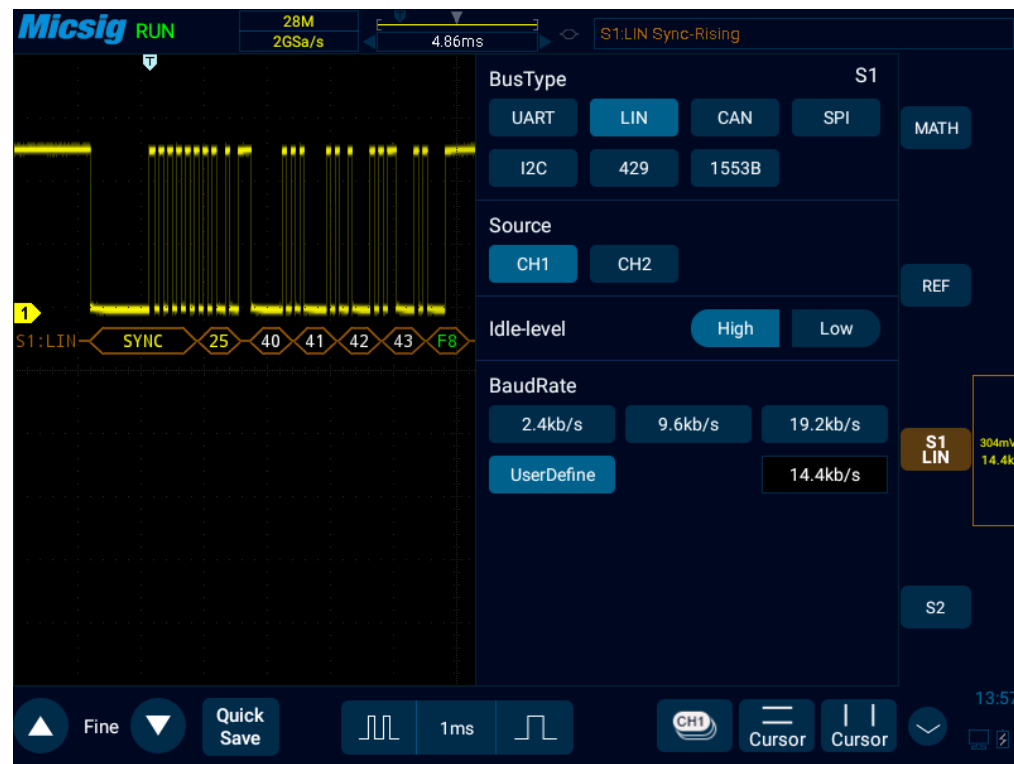 Micsig RUN 28M 2GSa/s 4.86ms S1:LIN Sync-Rising
T
BusType S1
UART LIN CAN SPI
MATH
I2C 429 1553B
Source
CH1 CH2
REF
1
Idle-level High Low
S1:LIN SYNC 25 40 41 42 43 F8
BaudRate
2.4kb/s 9.6kb/s 19.2kb/s
S1 LIN
304mV
14.4k
UserDefine 14.4kb/s
S2
13:57
Fine
Quick
Save
1ms
CH1
Cursor
Cursor